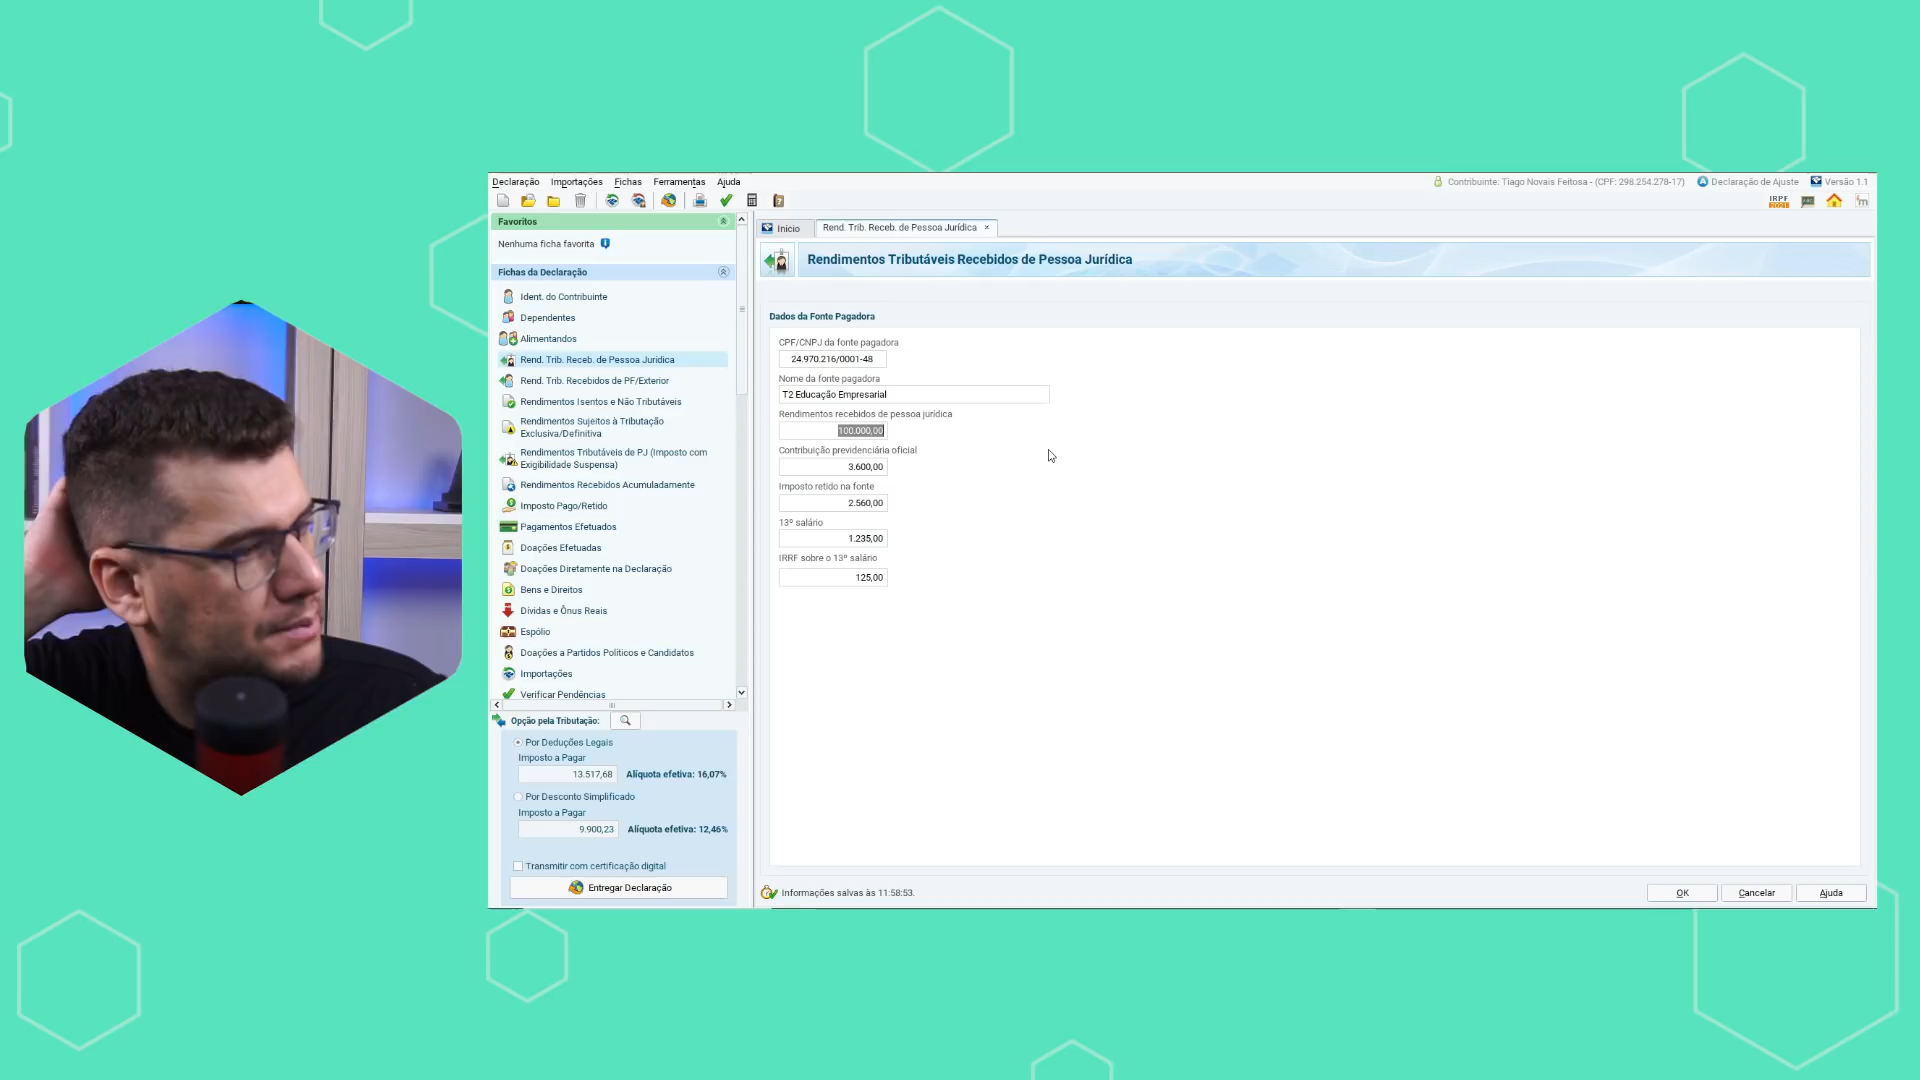 Declaração Importações Fichas Ferramentas Ajuda
Contribuinte: Tiago Novais Feitosa - (CPF: 298.254.278-17) Declaração de Ajuste Versão 1.1
IRPF
2021
Favoritos
Nenhuma ficha favorita
Fichas da Declaração
Ident. do Contribuinte
Dependentes
Alimentandos
Rend. Trib. Receb. de Pessoa Jurídica
Rend. Trib. Recebidos de PF/Exterior
Rendimentos Isentos e Não Tributáveis
Rendimentos Sujeitos à Tributação
Exclusiva/Definitiva
Rendimentos Tributáveis de PJ (Imposto com
Exigibilidade Suspensa)
Rendimentos Recebidos Acumuladamente
Imposto Pago/Retido
Pagamentos Efetuados
Doações Efetuadas
Doações Diretamente na Declaração
Bens e Direitos
Dívidas e Ônus Reais
Espólio
Doações a Partidos Políticos e Candidatos
Importações
Verificar Pendências
Opção pela Tributação:
Por Deduções Legais
Imposto a Pagar
13.517,68 Alíquota efetiva: 16,07%
Por Desconto Simplificado
Imposto a Pagar
9.900,23 Alíquota efetiva: 12,46%
Transmitir com certificação digital
Entregar Declaração
Início Rend. Trib. Receb. de Pessoa Jurídica ×
Rendimentos Tributáveis Recebidos de Pessoa Jurídica
Dados da Fonte Pagadora
CPF/CNPJ da fonte pagadora
24.970.216/0001-48
Nome da fonte pagadora
T2 Educação Empresarial
Rendimentos recebidos de pessoa jurídica
100.000,00
Contribuição previdenciária oficial
3.600,00
Imposto retido na fonte
2.560,00
13º salário
1.235,00
IRRF sobre o 13º salário
125,00
Informações salvas às 11:58:53.
OK Cancelar Ajuda